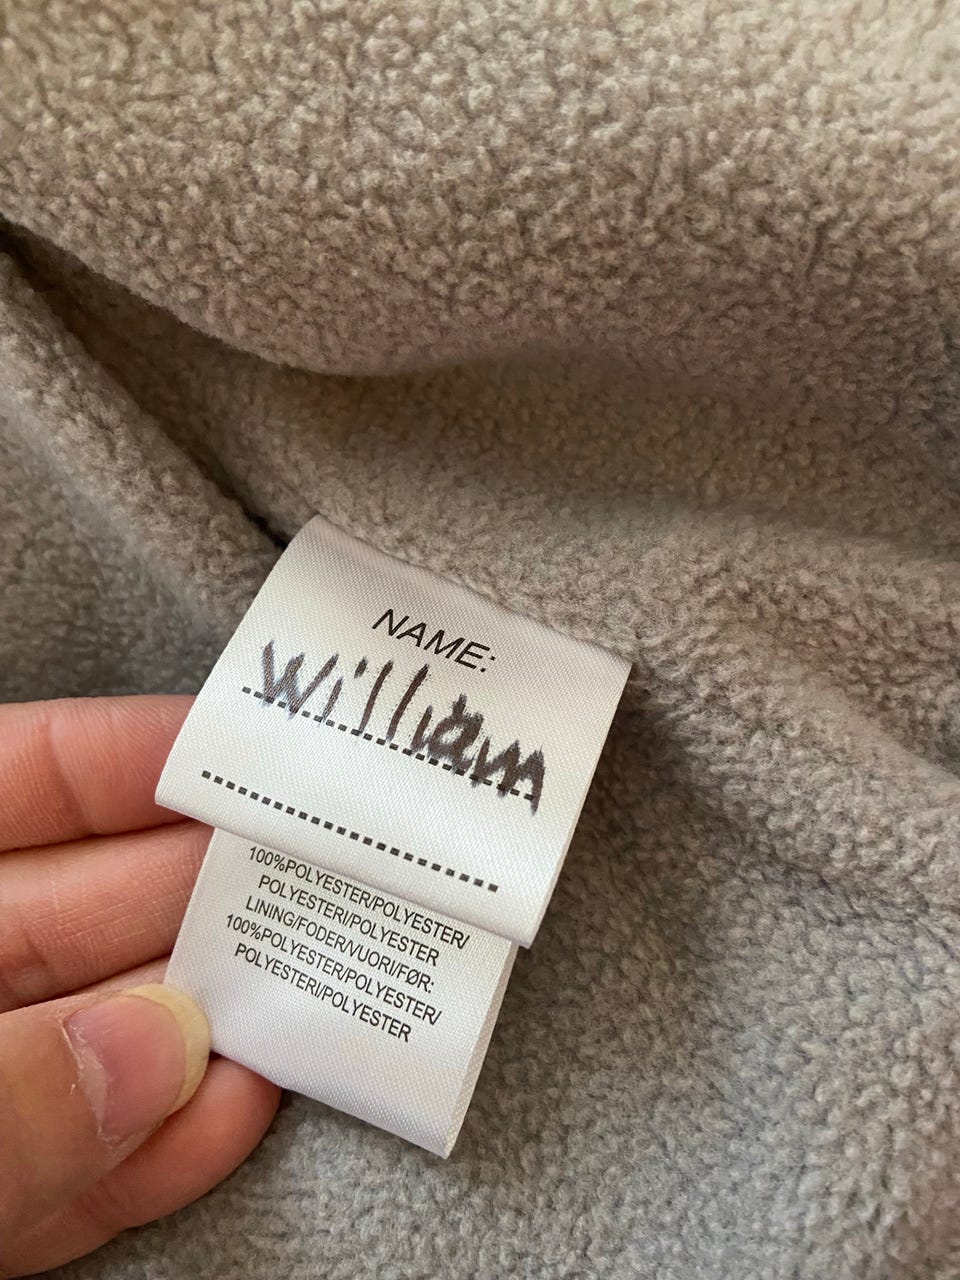 NAME:
William
100%POLYESTER/POLYESTER/
POLYESTERI/POLYESTER
LINING/FODER/VUORI/FØR:
100%POLYESTER/POLYESTER/
POLYESTERI/POLYESTER